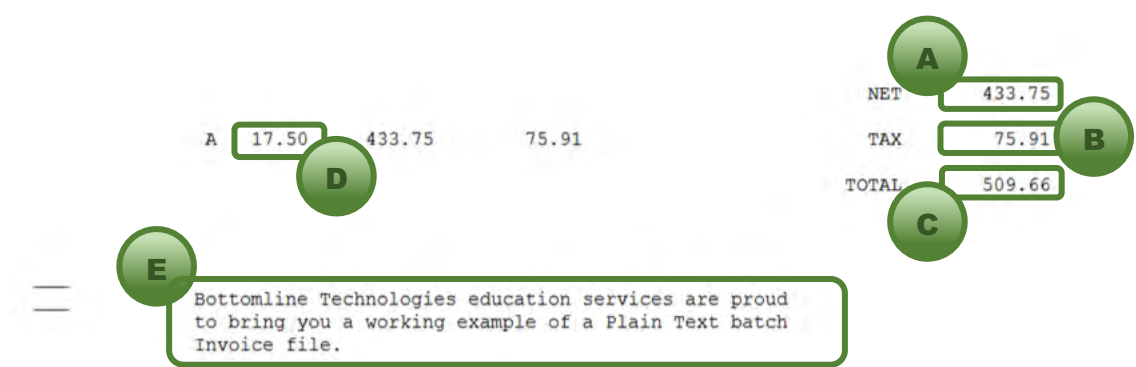 A
NET 433.75
A 17.50 433.75 75.91 TAX 75.91 B
D
TOTAL 509.66
C
E
Bottomline Technologies education services are proud
to bring you a working example of a Plain Text batch
Invoice file.